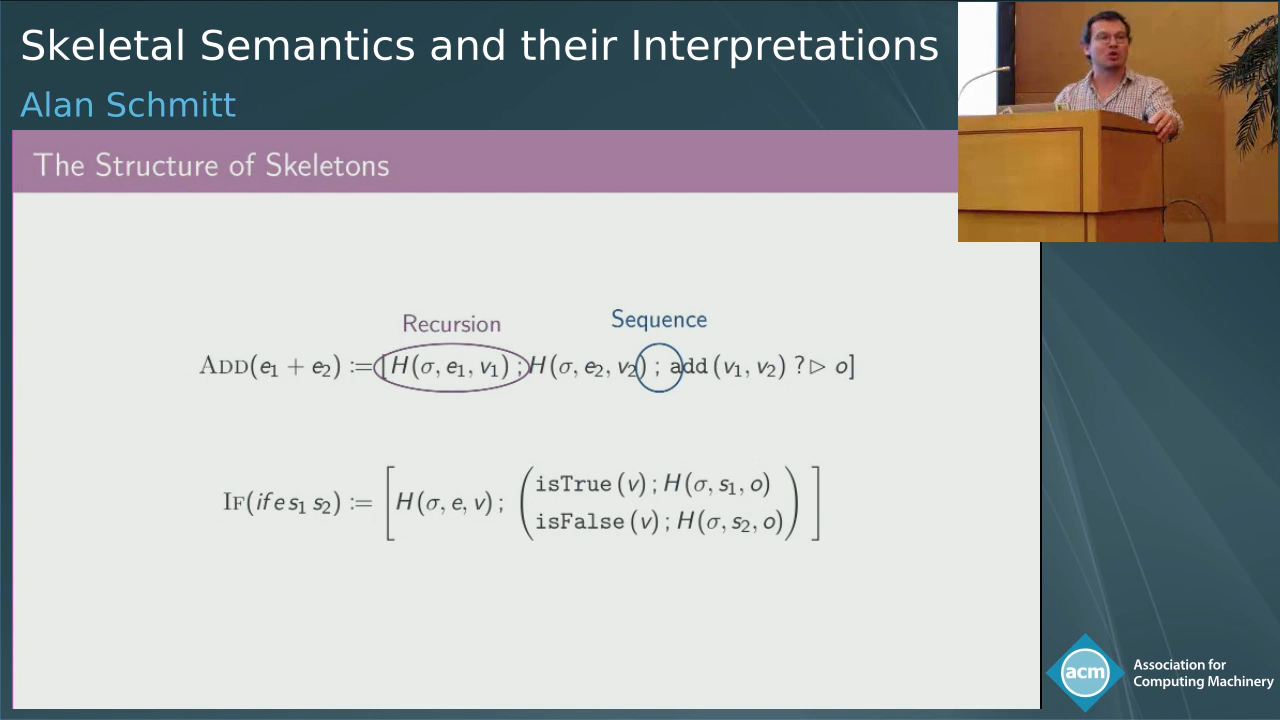 Skeletal Semantics and their Interpretations
Alan Schmitt
The Structure of Skeletons
Recursion
Sequence
ADD(e₁ + e₂) := [H(σ, e₁, v₁) ; H(σ, e₂, v₂) ; add (v₁, v₂) ? ▷ o]
IF(if e s₁ s₂) := [H(σ, e, v) ; (isTrue (v) ; H(σ, s₁, o)
isFalse (v) ; H(σ, s₂, o))]
acm
Association for
Computing Machinery